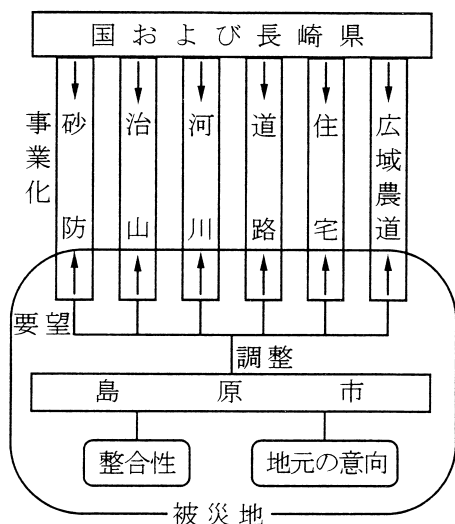 国および長崎県
事業化
砂防
治山
河川
道路
住宅
広域農道
要望
調整
島原市
整合性
地元の意向
被災地